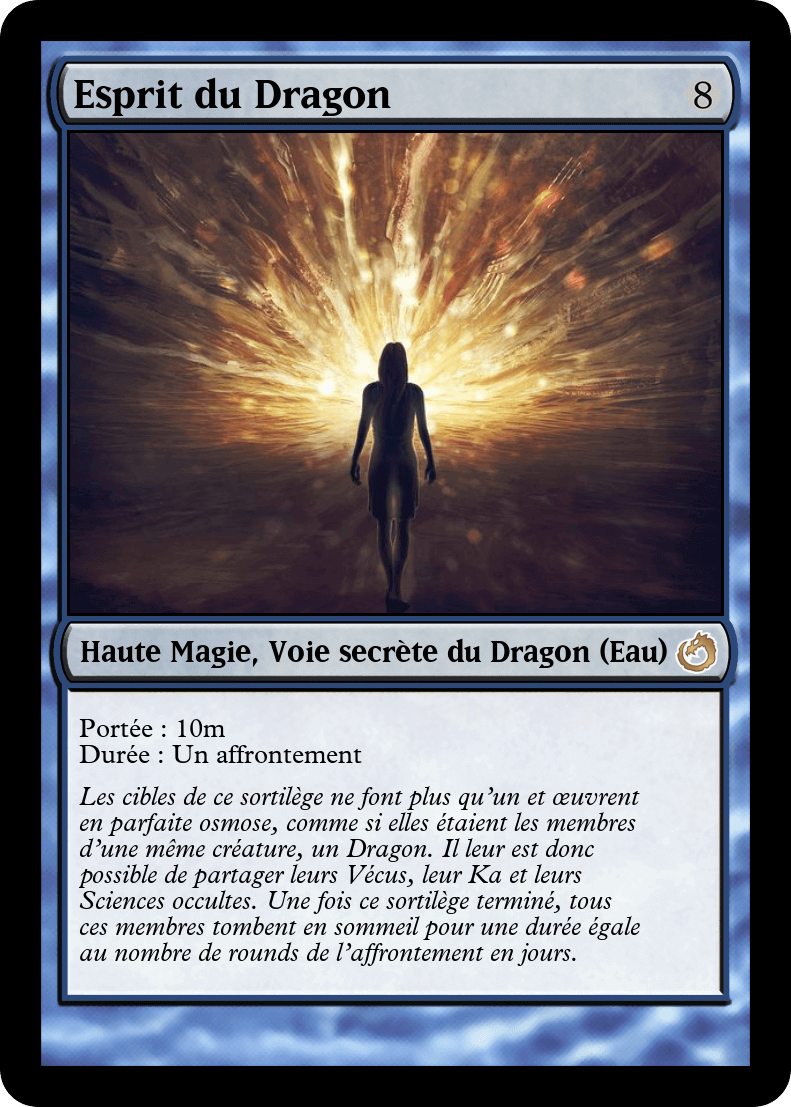 Esprit du Dragon 8
Haute Magie, Voie secrète du Dragon (Eau)
Portée : 10m
Durée : Un affrontement
Les cibles de ce sortilège ne font plus qu'un et œuvrent
en parfaite osmose, comme si elles étaient les membres
d'une même créature, un Dragon. Il leur est donc
possible de partager leurs Vécus, leur Ka et leurs
Sciences occultes. Une fois ce sortilège terminé, tous
ces membres tombent en sommeil pour une durée égale
au nombre de rounds de l'affrontement en jours.